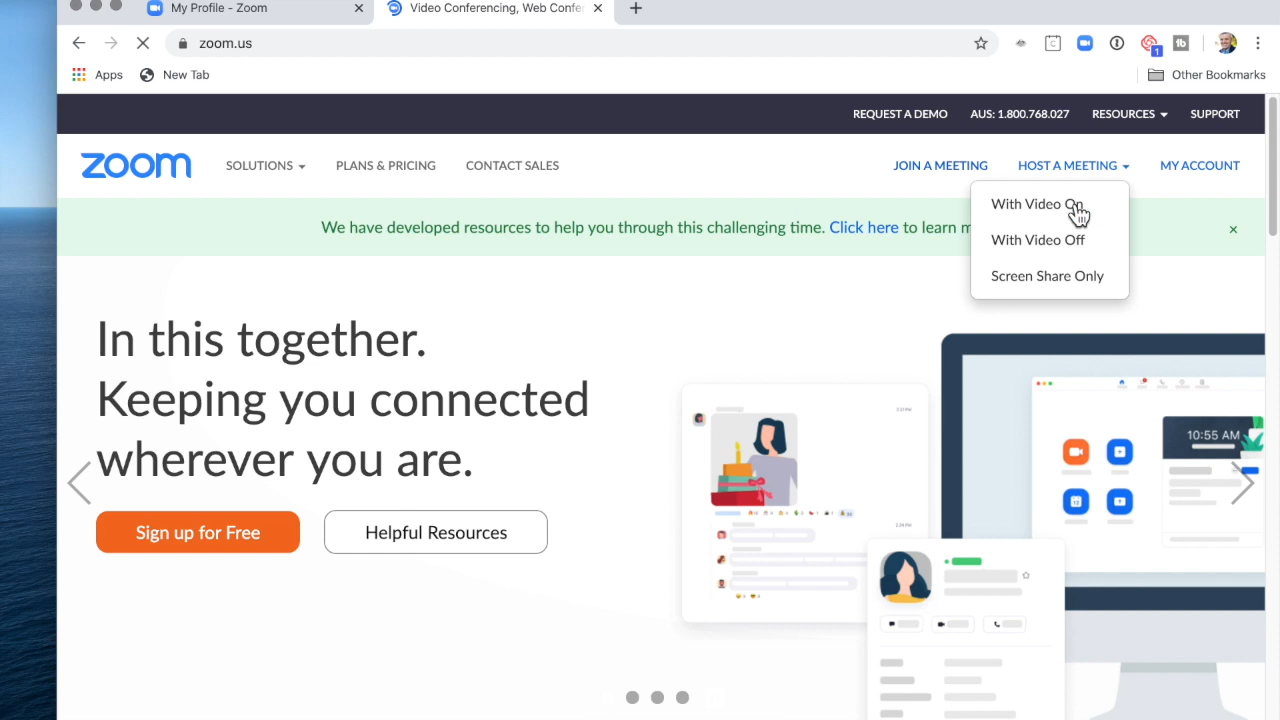 My Profile - Zoom
Video Conferencing, Web Confe
zoom.us
Apps
New Tab
Other Bookmarks
REQUEST A DEMO
AUS: 1.800.768.027
RESOURCES
SUPPORT
zoom
SOLUTIONS
PLANS & PRICING
CONTACT SALES
JOIN A MEETING
HOST A MEETING
MY ACCOUNT
With Video On
With Video Off
Screen Share Only
We have developed resources to help you through this challenging time. Click here to learn m
In this together.
Keeping you connected
wherever you are.
Sign up for Free
Helpful Resources
10:55 AM